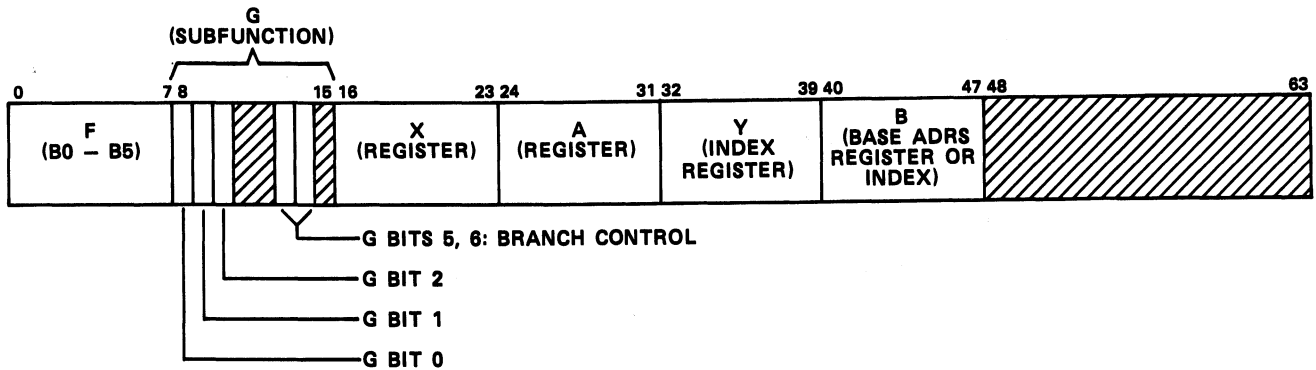 G
(SUBFUNCTION)
0 7 8 15 16 23 24 31 32 39 40 47 48 63
F
(B0 – B5)
X
(REGISTER)
A
(REGISTER)
Y
(INDEX
REGISTER)
B
(BASE ADRS
REGISTER OR
INDEX)
G BITS 5, 6: BRANCH CONTROL
G BIT 2
G BIT 1
G BIT 0